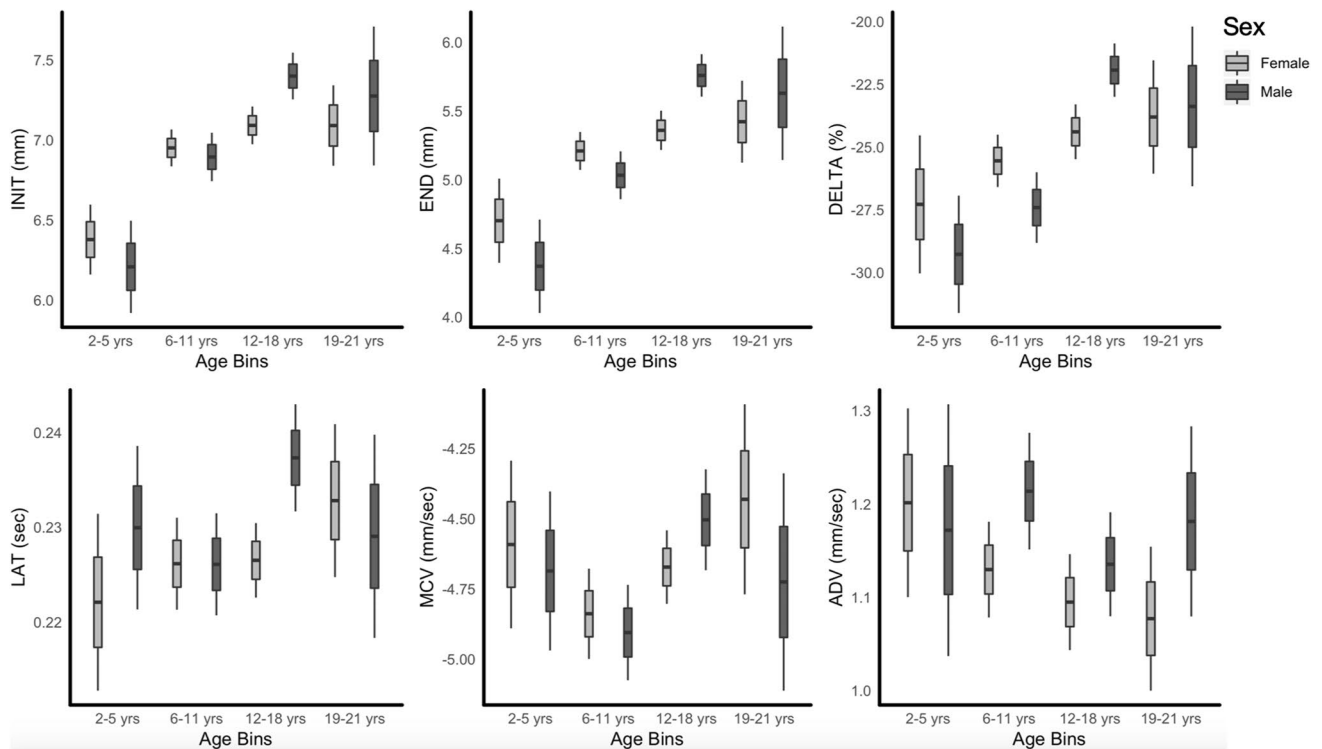 Sex
Female
Male
INIT (mm)
7.5
7.0
6.5
6.0
2-5 yrs 6-11 yrs 12-18 yrs 19-21 yrs
Age Bins
END (mm)
6.0
5.5
5.0
4.5
4.0
2-5 yrs 6-11 yrs 12-18 yrs 19-21 yrs
Age Bins
DELTA (%)
-20.0
-22.5
-25.0
-27.5
-30.0
2-5 yrs 6-11 yrs 12-18 yrs 19-21 yrs
Age Bins
LAT (sec)
0.24
0.23
0.22
2-5 yrs 6-11 yrs 12-18 yrs 19-21 yrs
Age Bins
MCV (mm/sec)
-4.25
-4.50
-4.75
-5.00
2-5 yrs 6-11 yrs 12-18 yrs 19-21 yrs
Age Bins
ADV (mm/sec)
1.3
1.2
1.1
1.0
2-5 yrs 6-11 yrs 12-18 yrs 19-21 yrs
Age Bins